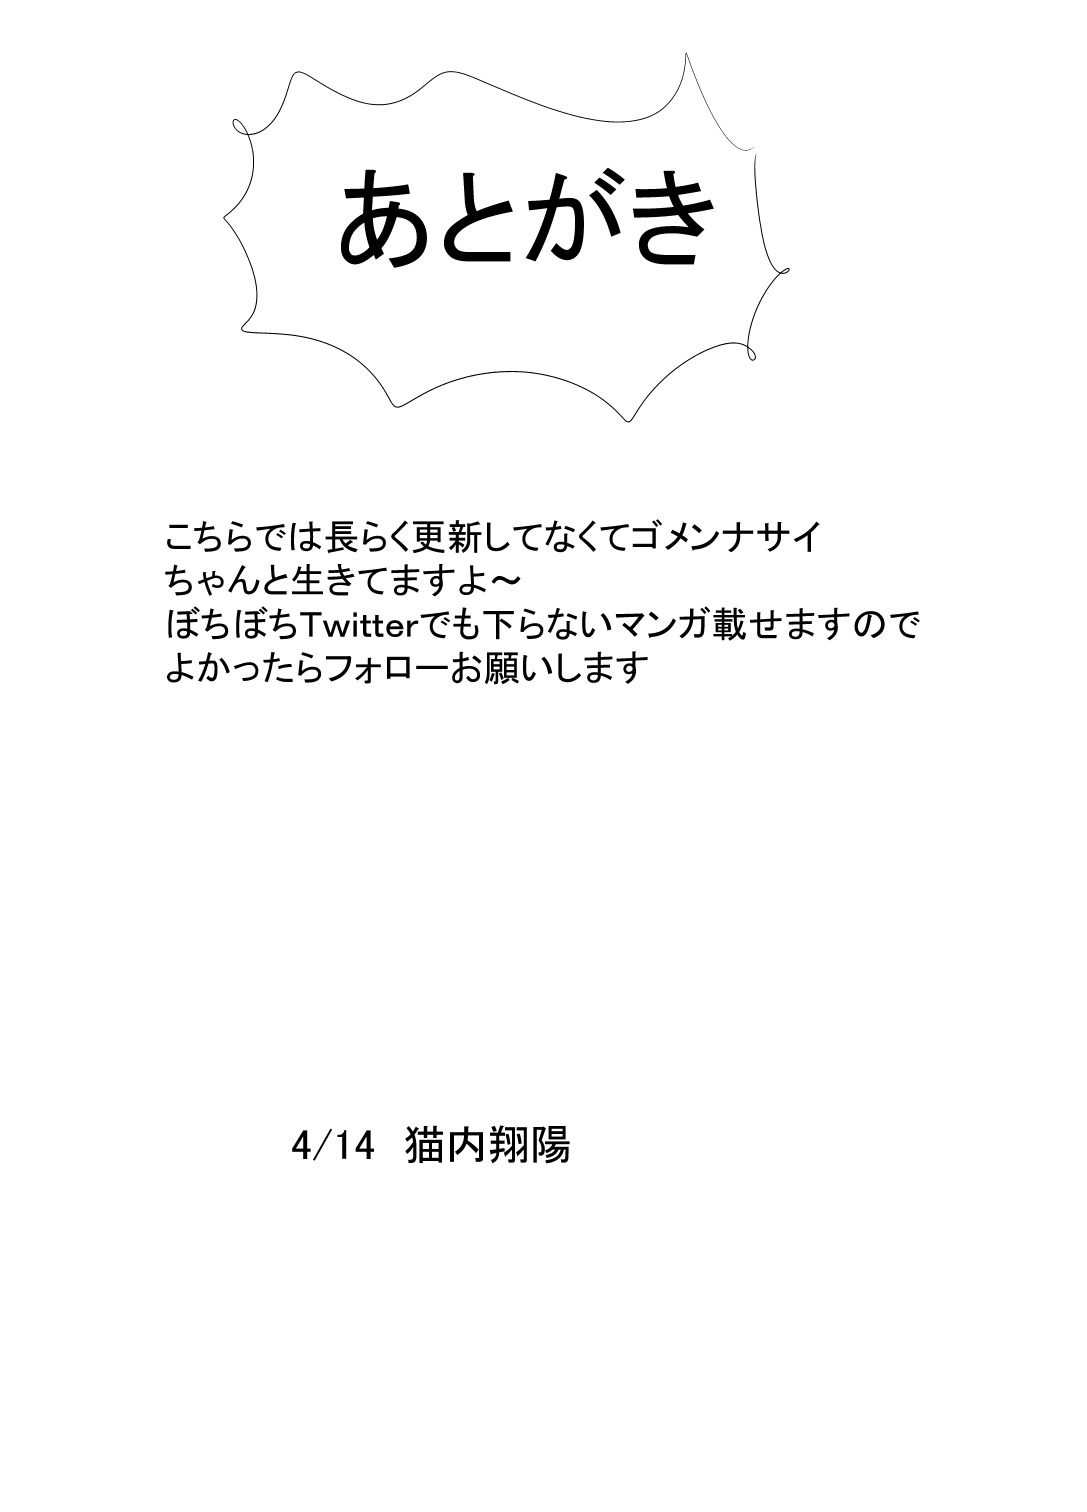 あとがき
こちらでは長らく更新してなくてゴメンナサイ
ちゃんと生きてますよ～
ぼちぼちTwitterでも下らないマンガ載せますので
よかったらフォローお願いします
4/14　猫内翔陽